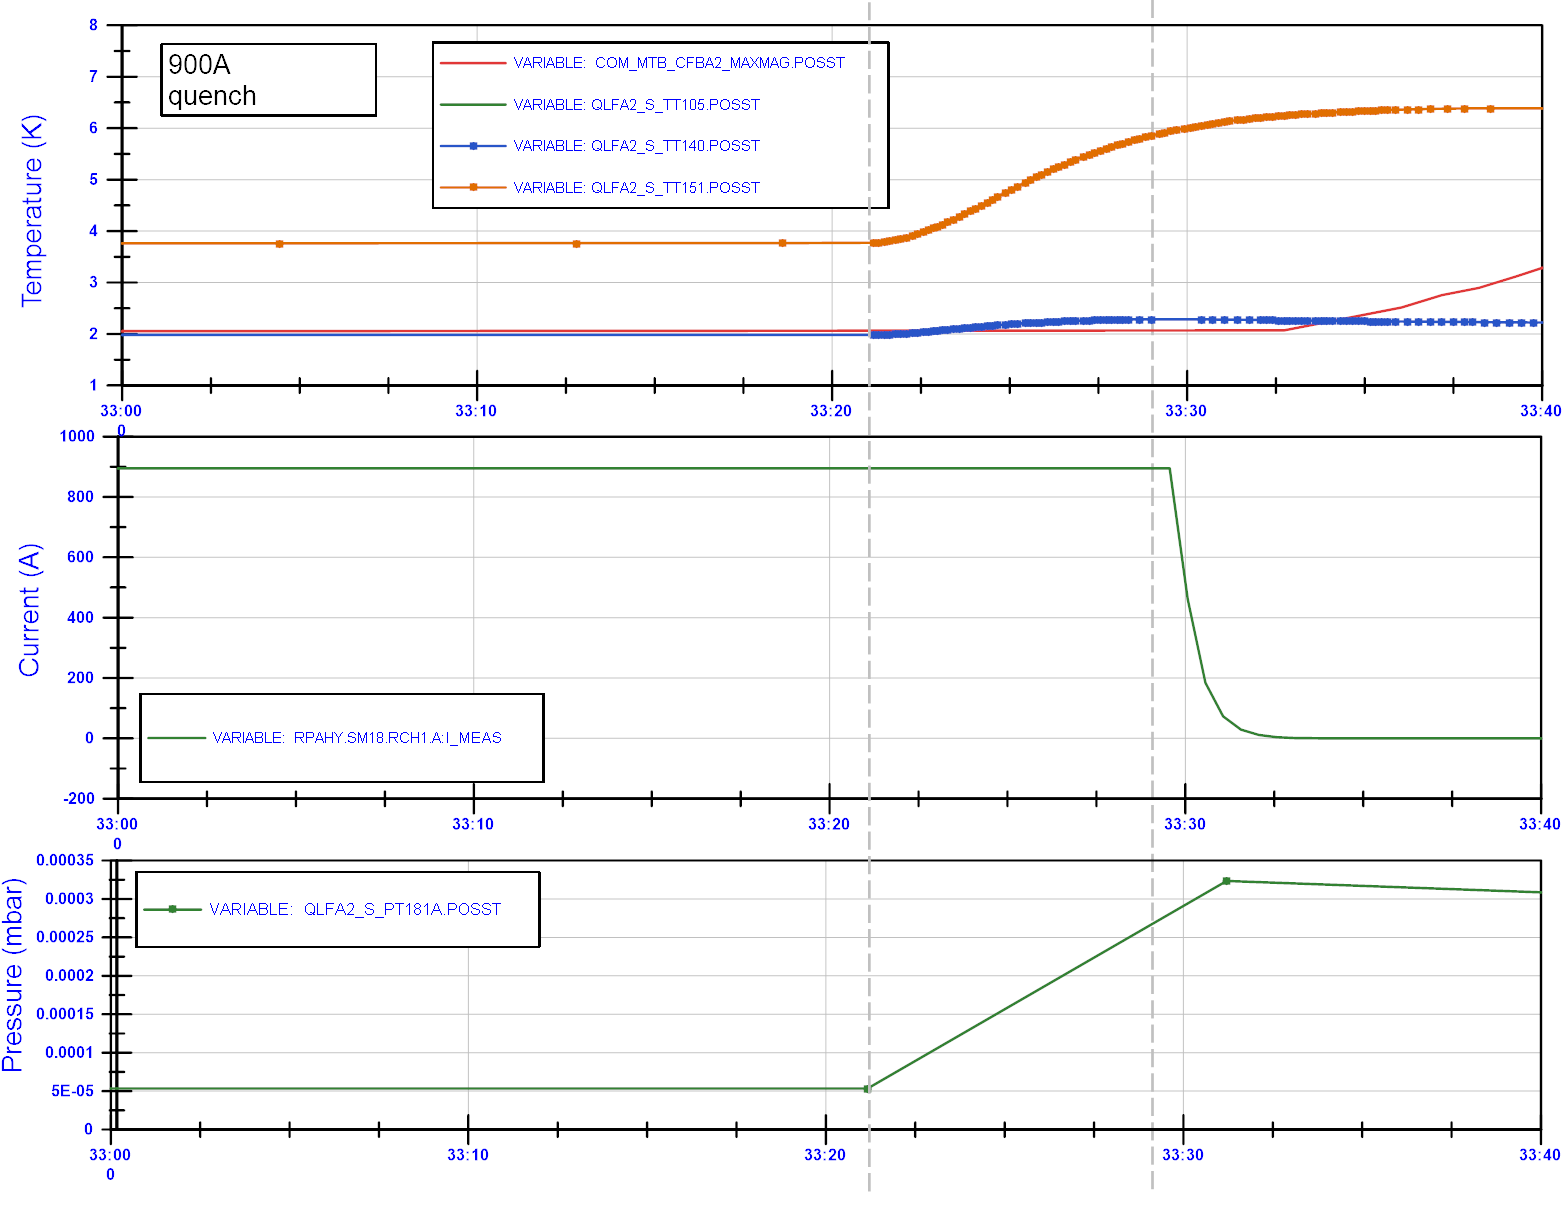 8
7
6
5
4
3
2
1
Temperature (K)
900A
quench
VARIABLE: COM_MTB_CFBA2_MAXMAG.POSST
VARIABLE: QLFA2_S_TT105.POSST
VARIABLE: QLFA2_S_TT140.POSST
VARIABLE: QLFA2_S_TT151.POSST
33:00 33:10 33:20 33:30 33:40
0
1000
800
600
400
200
0
-200
Current (A)
VARIABLE: RPAHY.SM18.RCH1.A:I_MEAS
33:00 33:10 33:20 33:30 33:40
0
0.00035
0.0003
0.00025
0.0002
0.00015
0.0001
5E-05
0
Pressure (mbar)
VARIABLE: QLFA2_S_PT181A.POSST
33:00 33:10 33:20 33:30 33:40
0